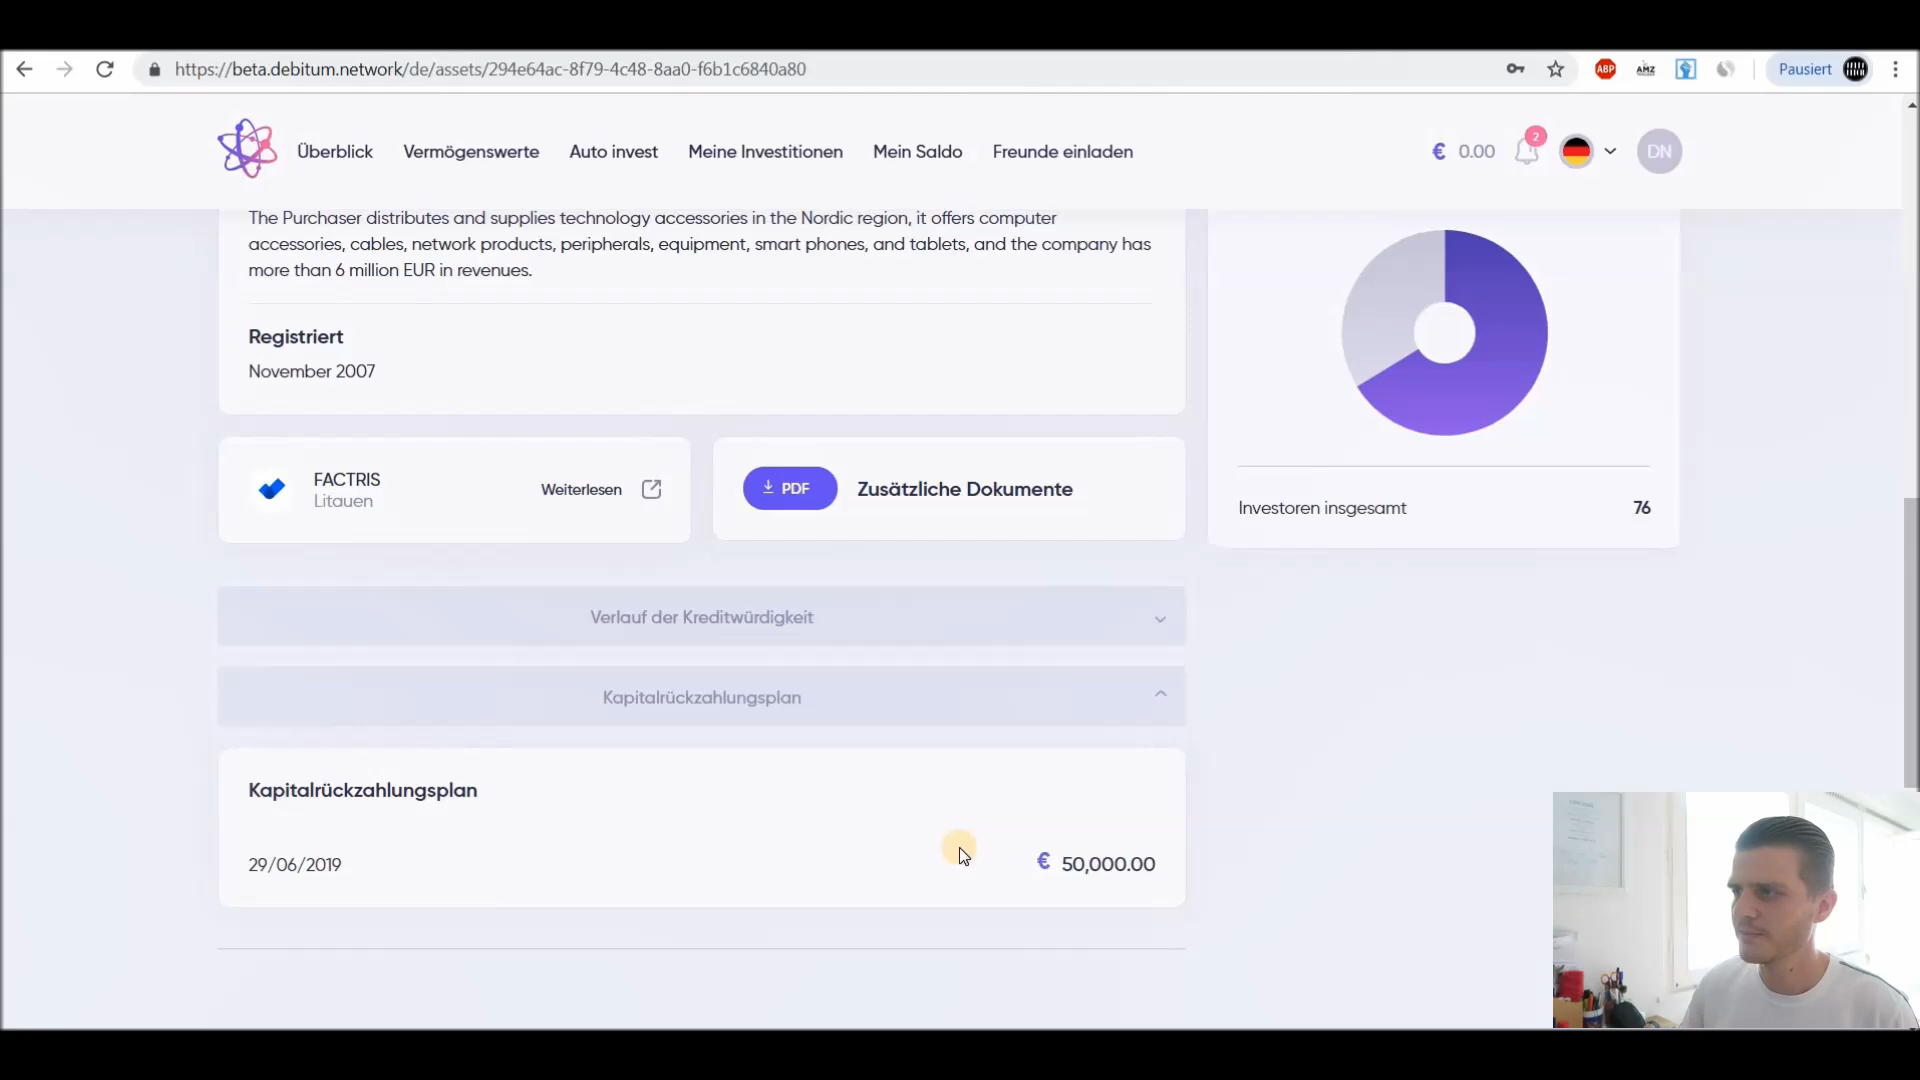 https://beta.debitum.network/de/assets/294e64ac-8f79-4c48-8aa0-f6b1c6840a80
ABP
AMZ
Pausiert
Überblick
Vermögenswerte
Auto invest
Meine Investitionen
Mein Saldo
Freunde einladen
€ 0.00
2
DN
The Purchaser distributes and supplies technology accessories in the Nordic region, it offers computer
accessories, cables, network products, peripherals, equipment, smart phones, and tablets, and the company has
more than 6 million EUR in revenues.
Registriert
November 2007
FACTRIS
Litauen
Weiterlesen
PDF
Zusätzliche Dokumente
Investoren insgesamt 76
Verlauf der Kreditwürdigkeit
Kapitalrückzahlungsplan
Kapitalrückzahlungsplan
29/06/2019 € 50,000.00